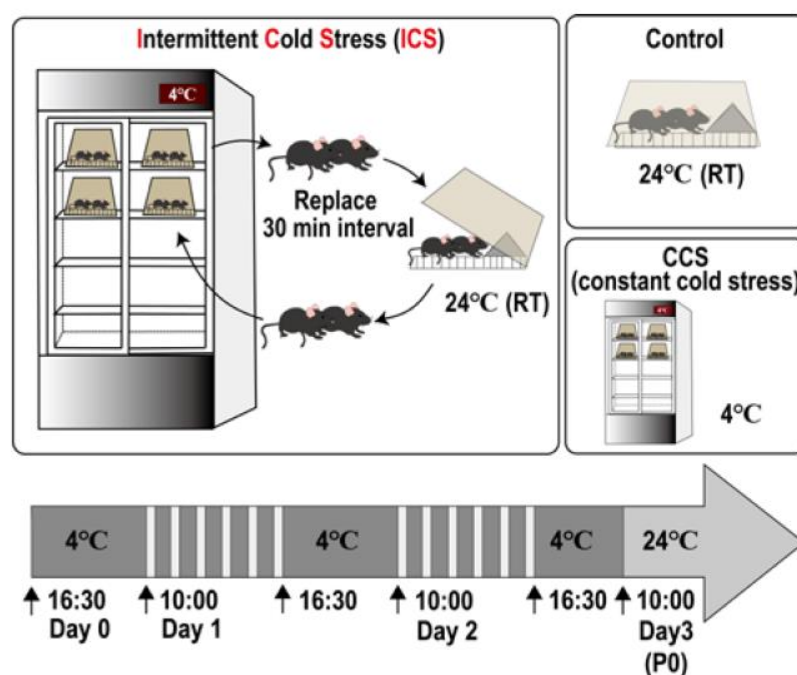 Intermittent Cold Stress (ICS)
4°C
Replace
30 min interval
24°C (RT)
Control
24°C (RT)
CCS
(constant cold stress)
4°C
4°C
4°C
4°C
4°C
24°C
16:30
Day 0
10:00
Day 1
16:30
10:00
Day 2
16:30
10:00
Day3
(P0)